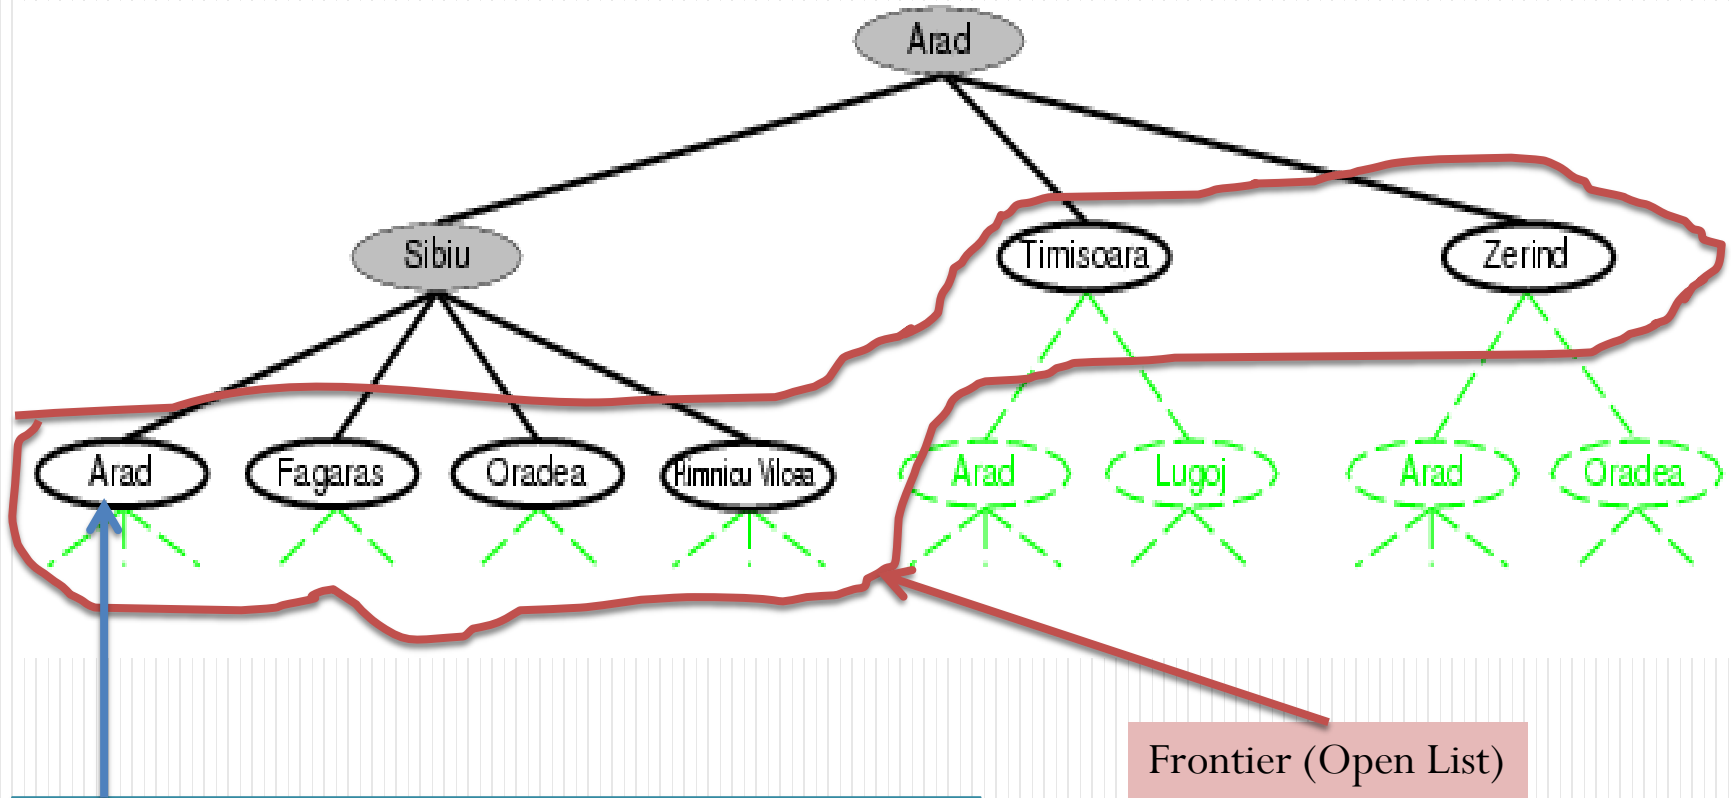 Arad
Sibiu
Timisoara
Zerind
Arad
Fagaras
Oradea
Rimnicu Vilcea
Arad
Lugoj
Arad
Oradea
Frontier (Open List)